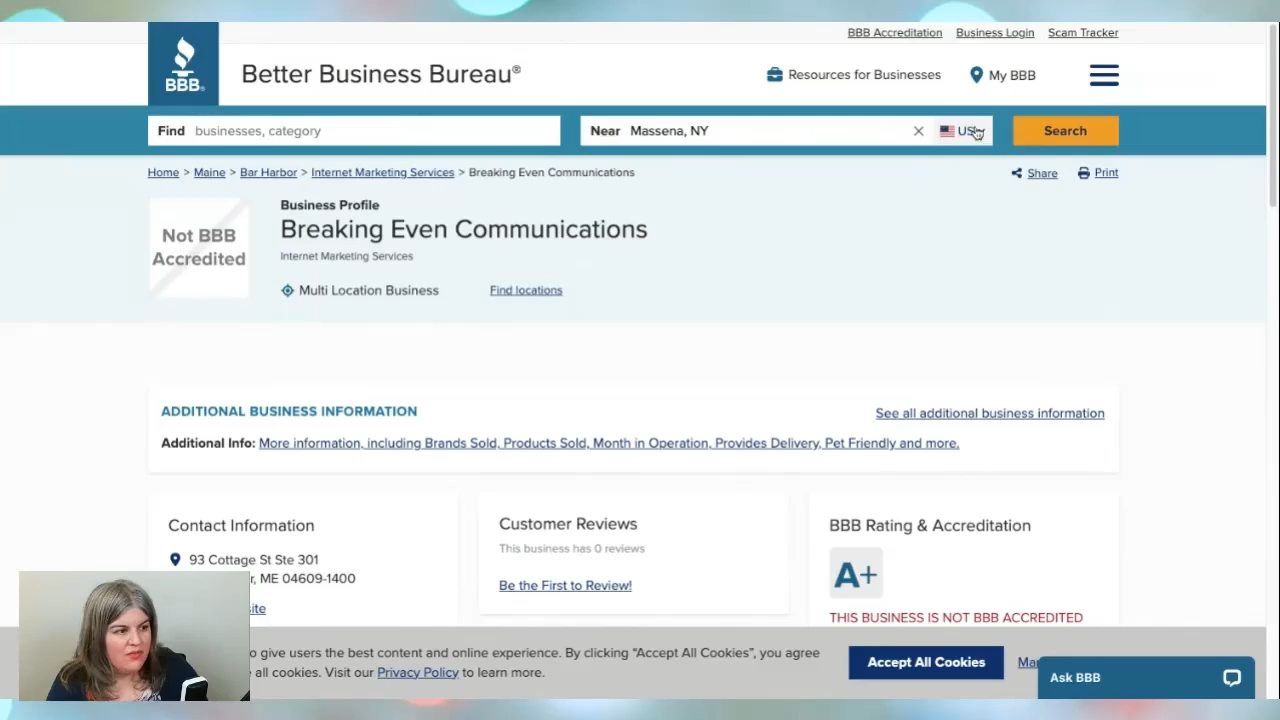 BBB Accreditation Business Login Scam Tracker
BBB.
Better Business Bureau®
Resources for Businesses
My BBB
Find businesses, category
Near Massena, NY
US
Search
Home > Maine > Bar Harbor > Internet Marketing Services > Breaking Even Communications
Share Print
Not BBB
Accredited
Business Profile
Breaking Even Communications
Internet Marketing Services
Multi Location Business
Find locations
ADDITIONAL BUSINESS INFORMATION
See all additional business information
Additional Info: More information, including Brands Sold, Products Sold, Month in Operation, Provides Delivery, Pet Friendly and more.
Contact Information
93 Cottage St Ste 301
, ME 04609-1400
Customer Reviews
This business has 0 reviews
Be the First to Review!
BBB Rating & Accreditation
A+
THIS BUSINESS IS NOT BBB ACCREDITED
to give users the best content and online experience. By clicking “Accept All Cookies”, you agree
all cookies. Visit our Privacy Policy to learn more.
Accept All Cookies
Ask BBB